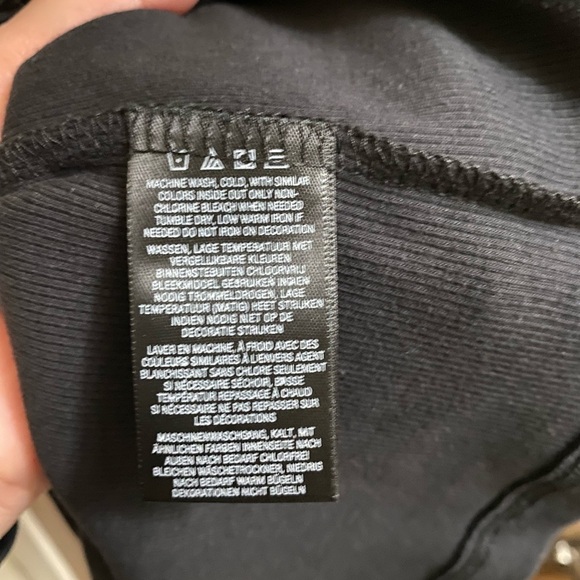 MACHINE WASH, COLD, WITH SIMILAR
COLORS INSIDE OUT ONLY NON-
CHLORINE BLEACH WHEN NEEDED
TUMBLE DRY, LOW WARM IRON IF
NEEDED DO NOT IRON ON DECORATION
WASSEN, LAGE TEMPERATUUR MET
VERGELIJKBARE KLEUREN
BINNENSTEBUITEN CHLOORVRIJ
BLEEKMIDDEL GEBRUIKEN INDIEN
NODIG TROMMELDROGEN, LAGE
TEMPERATUUR (MATIG) HEET STRIJKEN
INDIEN NODIG NIET OP DE
DECORATIE STRIJKEN
LAVER EN MACHINE, À FROID AVEC DES
COULEURS SIMILAIRES À L'ENVERS AGENT
BLANCHISSANT SANS CHLORE SEULEMENT
SI NÉCESSAIRE SÉCHOIR, BASSE
TEMPÉRATUR REPASSAGE À CHAUD
SI NÉCESSAIRE NE PAS REPASSER SUR
LES DÉCORATIONS
MASCHINENWASCHGANG, KALT, MIT
ÄHNLICHEN FARBEN INNENSEITE NACH
AUßEN NACH BEDARF CHLORFREI
BLEICHEN WÄSCHETROCKNER, NIEDRIG
NACH BEDARF WARM BÜGELN
DEKORATIONEN NICHT BÜGELN